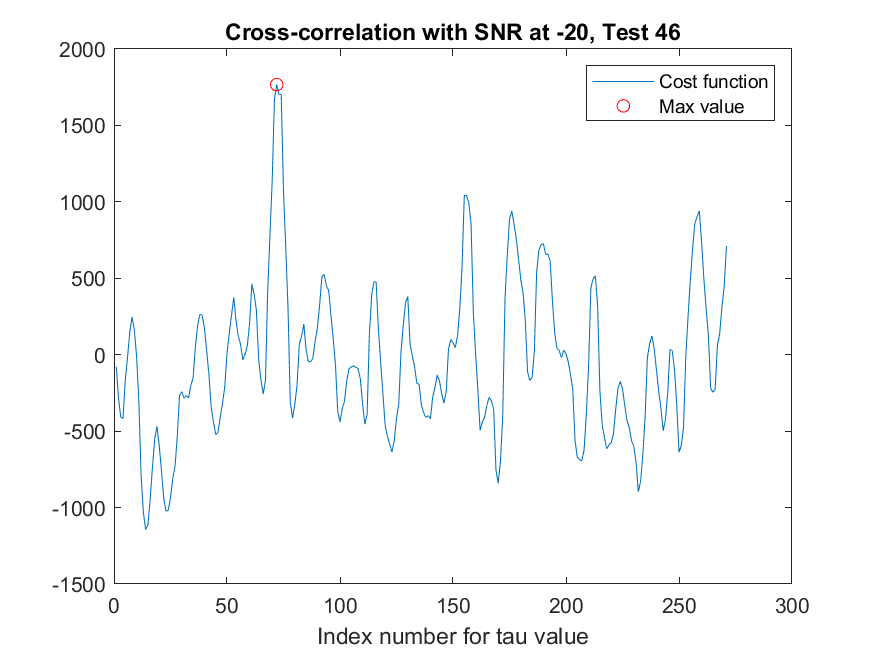 Cross-correlation with SNR at -20, Test 46
2000
1500
1000
500
0
-500
-1000
-1500
0 50 100 150 200 250 300
Index number for tau value
Cost function
Max value